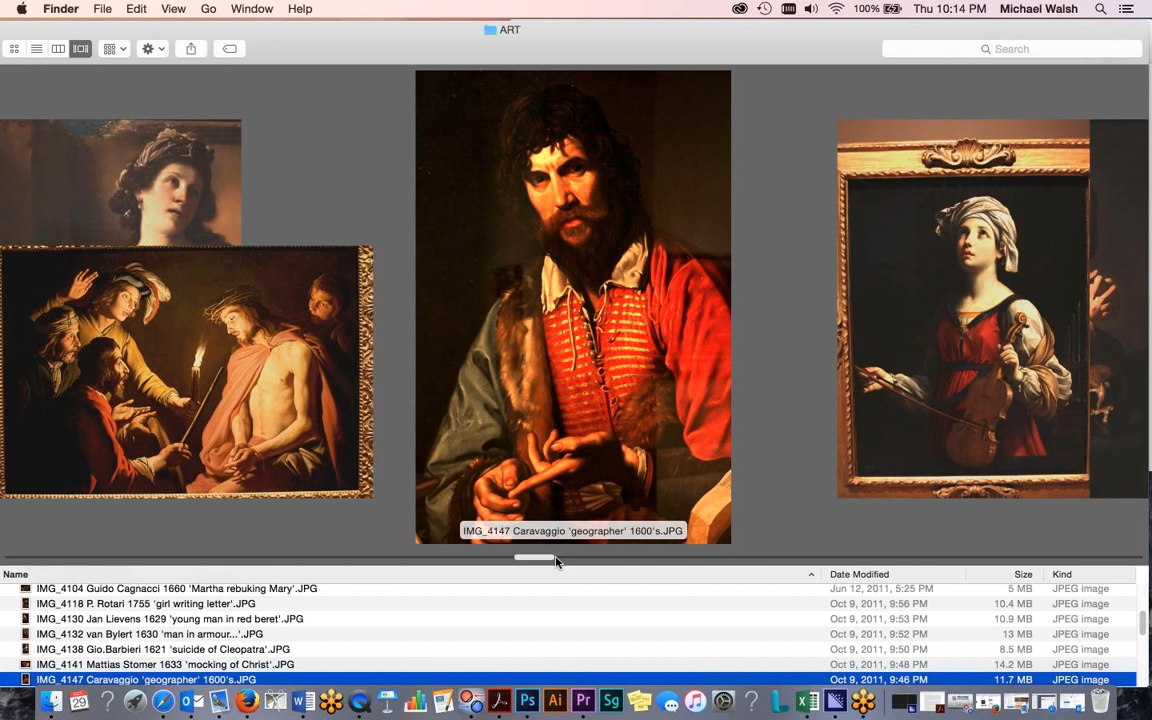 Finder File Edit View Go Window Help 100% Thu 10:14 PM Michael Walsh
ART
Search
IMG_4147 Caravaggio 'geographer' 1600's.JPG
Name Date Modified Size Kind
IMG_4104 Guido Cagnacci 1660 'Martha rebuking Mary'.JPG Jun 12, 2011, 5:25 PM 5 MB JPEG image
IMG_4118 P. Rotari 1755 'girl writing letter'.JPG Oct 9, 2011, 9:56 PM 10.4 MB JPEG image
IMG_4130 Jan Lievens 1629 'young man in red beret'.JPG Oct 9, 2011, 9:53 PM 10.9 MB JPEG image
IMG_4132 van Bylert 1630 'man in armour...'.JPG Oct 9, 2011, 9:52 PM 13 MB JPEG image
IMG_4138 Gio.Barbieri 1621 'suicide of Cleopatra'.JPG Oct 9, 2011, 9:50 PM 8.5 MB JPEG image
IMG_4141 Mattias Stomer 1633 'mocking of Christ'.JPG Oct 9, 2011, 9:48 PM 14.2 MB JPEG image
IMG_4147 Caravaggio 'geographer' 1600's.JPG Oct 9, 2011, 9:46 PM 11.7 MB JPEG image
29 ? W Ps Ai Pr Sg ? L X ?